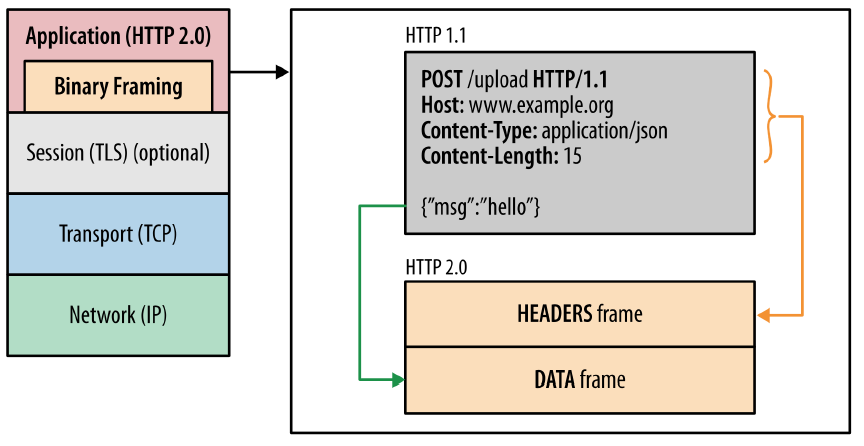 Application (HTTP 2.0)
Binary Framing
Session (TLS) (optional)
Transport (TCP)
Network (IP)
HTTP 1.1
POST /upload HTTP/1.1
Host: www.example.org
Content-Type: application/json
Content-Length: 15
{”msg”:”hello”}
HTTP 2.0
HEADERS frame
DATA frame